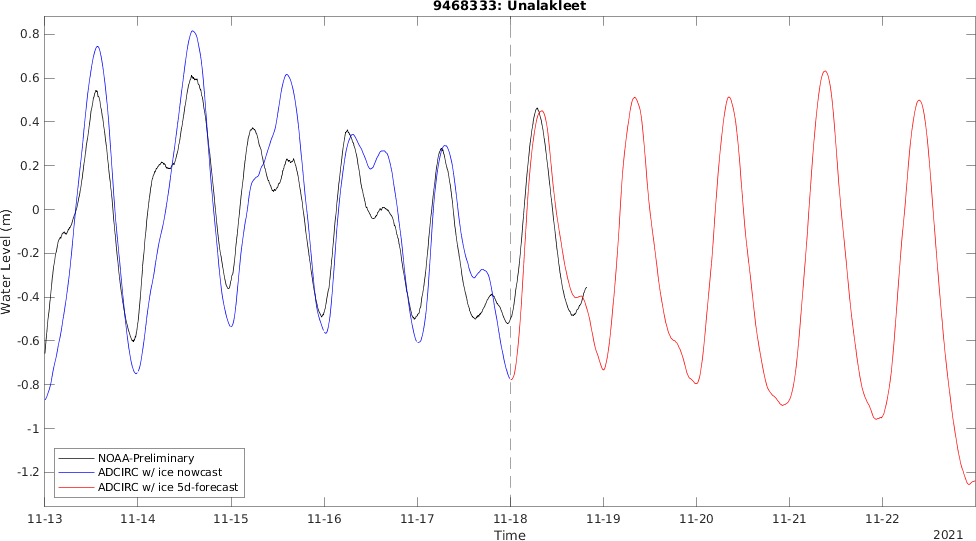 9468333: Unalakleet
0.8
0.6
0.4
0.2
0
-0.2
-0.4
-0.6
-0.8
-1
-1.2
Water Level (m)
NOAA-Preliminary
ADCIRC w/ ice nowcast
ADCIRC w/ ice 5d-forecast
11-13 11-14 11-15 11-16 11-17 11-18 11-19 11-20 11-21 11-22
Time
2021